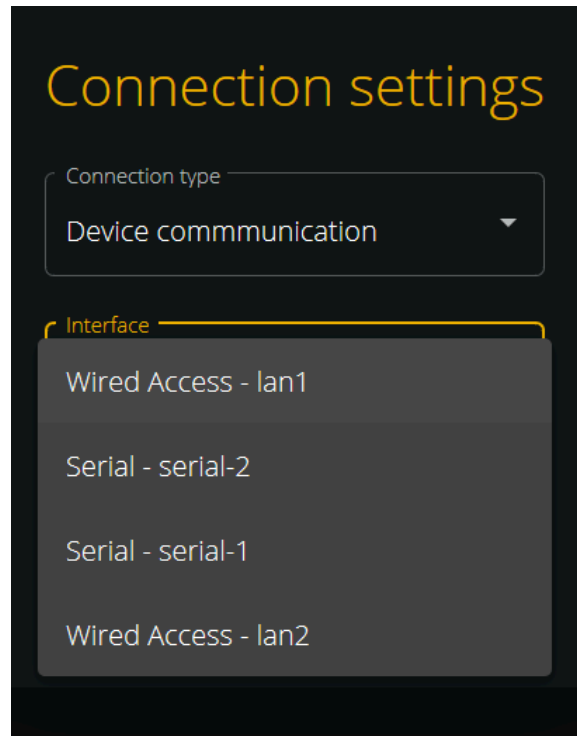 Connection settings
Connection type
Device commmunication
Interface
Wired Access - lan1
Serial - serial-2
Serial - serial-1
Wired Access - lan2